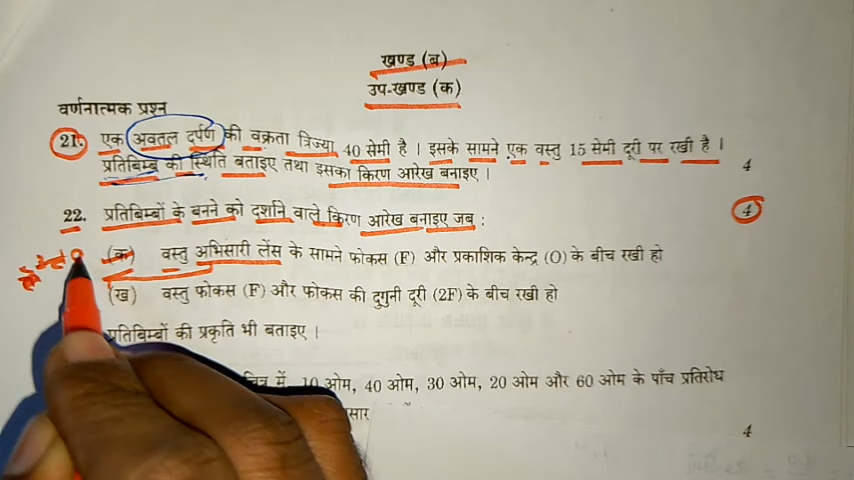 खण्ड (ब)
उप-खण्ड (क)
वर्णनात्मक प्रश्न
21. एक अवतल दर्पण की वक्रता त्रिज्या 40 सेमी है । इसके सामने एक वस्तु 15 सेमी दूरी पर रखी है ।
प्रतिबिम्ब की स्थिति बताइए तथा इसका किरण आरेख बनाइए । 4
22. प्रतिबिम्बों के बनने को दर्शाने वाले किरण आरेख बनाइए जब : 4
(क) वस्तु अभिसारी लेंस के सामने फोकस (F) और प्रकाशिक केन्द्र (O) के बीच रखी हो
(ख) वस्तु फोकस (F) और फोकस की दुगुनी दूरी (2F) के बीच रखी हो
प्रतिबिम्बों की प्रकृति भी बताइए ।
में, 10 ओम, 40 ओम, 30 ओम, 20 ओम और 60 ओम के पाँच प्रतिरोध
4